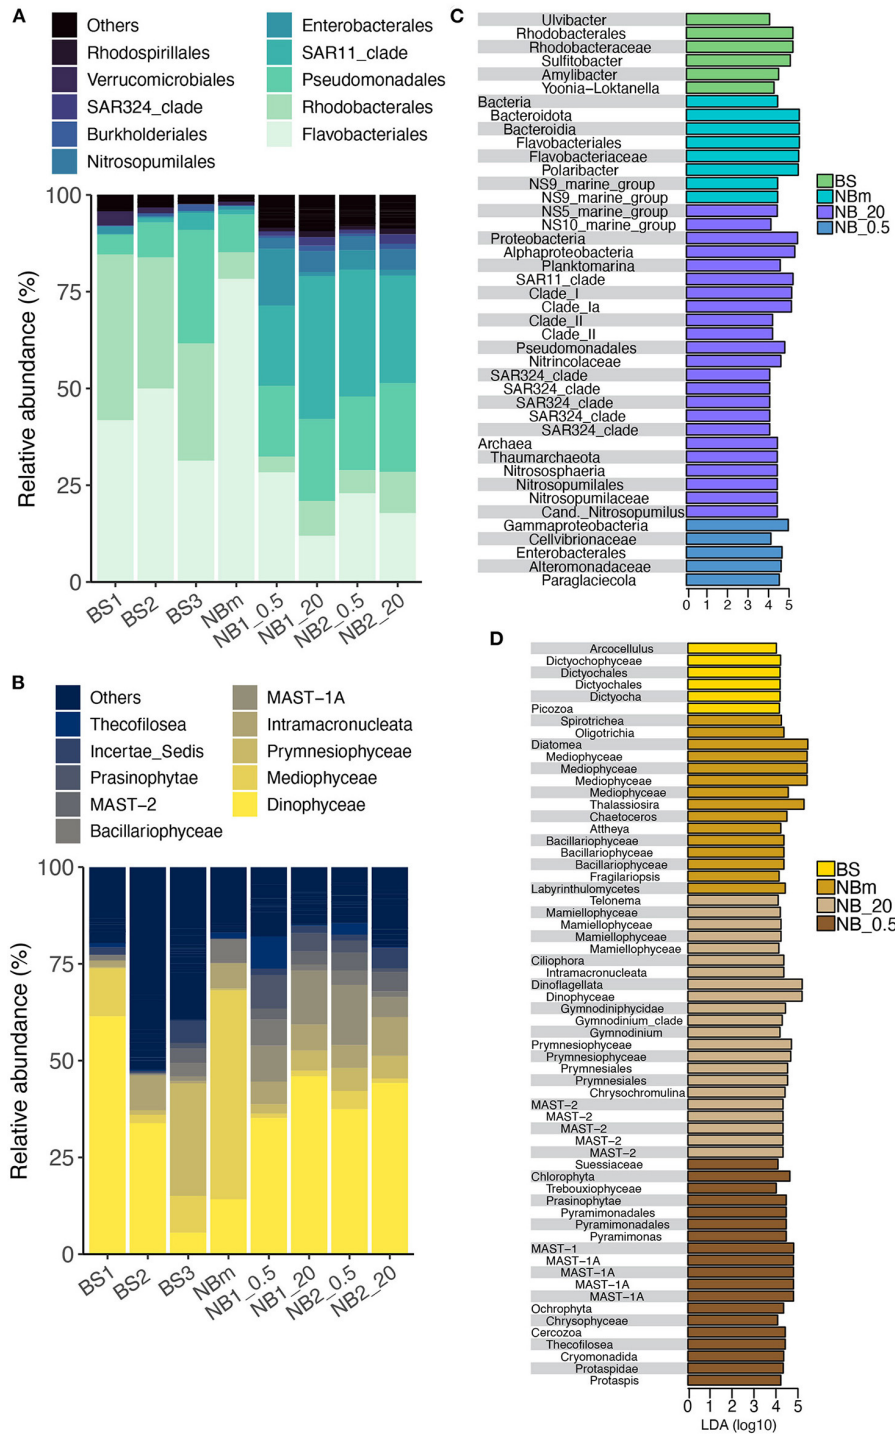 A
Others
Rhodospirillales
Verrucomicrobiales
SAR324_clade
Burkholderiales
Nitrosopumilales
Enterobacterales
SAR11_clade
Pseudomonadales
Rhodobacterales
Flavobacteriales
Relative abundance (%)
100
75
50
25
0
BS1
BS2
BS3
NBm
NB1_0.5
NB1_20
NB2_0.5
NB2_20
B
Others
Thecofilosea
Incertae_Sedis
Prasinophytae
MAST−2
Bacillariophyceae
MAST−1A
Intramacronucleata
Prymnesiophyceae
Mediophyceae
Dinophyceae
Relative abundance (%)
100
75
50
25
0
BS1
BS2
BS3
NBm
NB1_0.5
NB1_20
NB2_0.5
NB2_20
C
Ulvibacter
Rhodobacterales
Rhodobacteraceae
Sulfitobacter
Amylibacter
Yoonia−Loktanella
Bacteria
Bacteroidota
Bacteroidia
Flavobacteriales
Flavobacteriaceae
Polaribacter
NS9_marine_group
NS9_marine_group
NS5_marine_group
NS10_marine_group
Proteobacteria
Alphaproteobacteria
Planktomarina
SAR11_clade
Clade_I
Clade_Ia
Clade_II
Clade_II
Pseudomonadales
Nitrincolaceae
SAR324_clade
SAR324_clade
SAR324_clade
SAR324_clade
SAR324_clade
Archaea
Thaumarchaeota
Nitrososphaeria
Nitrosopumilales
Nitrosopumilaceae
Cand._Nitrosopumilus
Gammaproteobacteria
Cellvibrionaceae
Enterobacterales
Alteromonadaceae
Paraglaciecola
0 1 2 3 4 5
BS
NBm
NB_20
NB_0.5
D
Arcocellulus
Dictyochophyceae
Dictyochales
Dictyochales
Dictyocha
Picozoa
Spirotrichea
Oligotrichia
Diatomea
Mediophyceae
Mediophyceae
Mediophyceae
Mediophyceae
Thalassiosira
Chaetoceros
Attheya
Bacillariophyceae
Bacillariophyceae
Bacillariophyceae
Fragilariopsis
Labyrinthulomycetes
Telonema
Mamiellophyceae
Mamiellophyceae
Mamiellophyceae
Mamiellophyceae
Ciliophora
Intramacronucleata
Dinoflagellata
Dinophyceae
Gymnodiniphycidae
Gymnodinium_clade
Gymnodinium
Prymnesiophyceae
Prymnesiophyceae
Prymnesiales
Prymnesiales
Chrysochromulina
MAST−2
MAST−2
MAST−2
MAST−2
MAST−2
Suessiaceae
Chlorophyta
Trebouxiophyceae
Prasinophytae
Pyramimonadales
Pyramimonadales
Pyramimonas
MAST−1
MAST−1A
MAST−1A
MAST−1A
MAST−1A
Ochrophyta
Chrysophyceae
Cercozoa
Thecofilosea
Cryomonadida
Protaspidae
Protaspis
0 1 2 3 4 5
LDA (log10)
BS
NBm
NB_20
NB_0.5